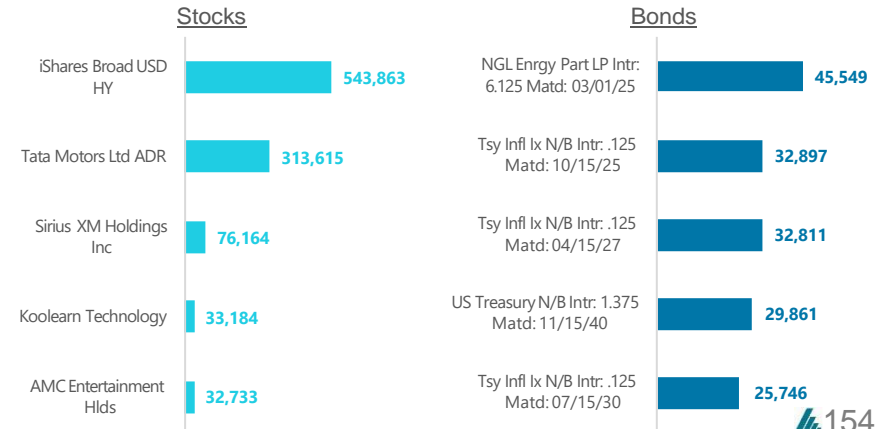 Stocks
iShares Broad USD
HY
543,863
Tata Motors Ltd ADR
313,615
Sirius XM Holdings
Inc
76,164
Koolearn Technology
33,184
AMC Entertainment
Hlds
32,733
Bonds
NGL Enrgy Part LP Intr:
6.125 Matd: 03/01/25
45,549
Tsy Infl Ix N/B Intr: .125
Matd: 10/15/25
32,897
Tsy Infl Ix N/B Intr: .125
Matd: 04/15/27
32,811
US Treasury N/B Intr: 1.375
Matd: 11/15/40
29,861
Tsy Infl Ix N/B Intr: .125
Matd: 07/15/30
25,746
154